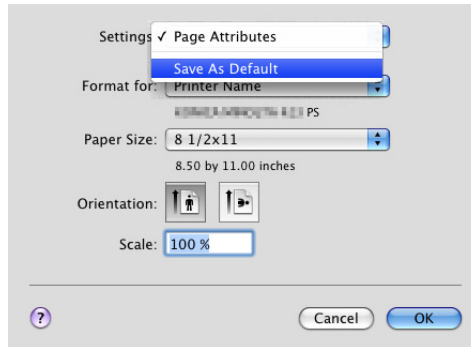 Settings ✓ Page Attributes
Save As Default
Format for: Printer Name
PS
Paper Size: 8 1/2x11
8.50 by 11.00 inches
Orientation:
Scale: 100 %
? Cancel OK